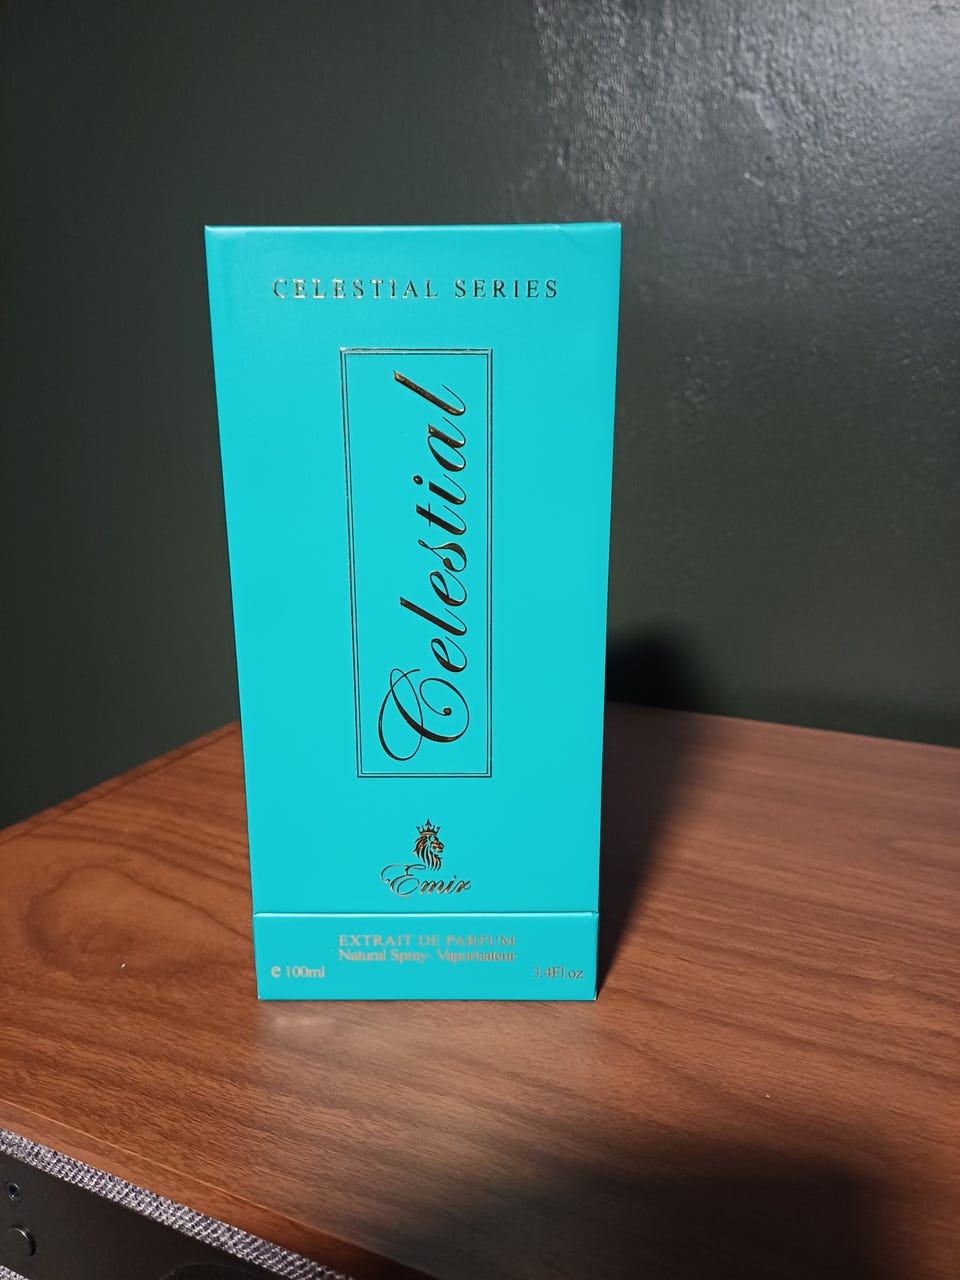 CELESTIAL SERIES
Celestial
Emir
EXTRAIT DE PARFUM
Natural Spray- Vaporisateur
e 100ml
3.4Fl.oz